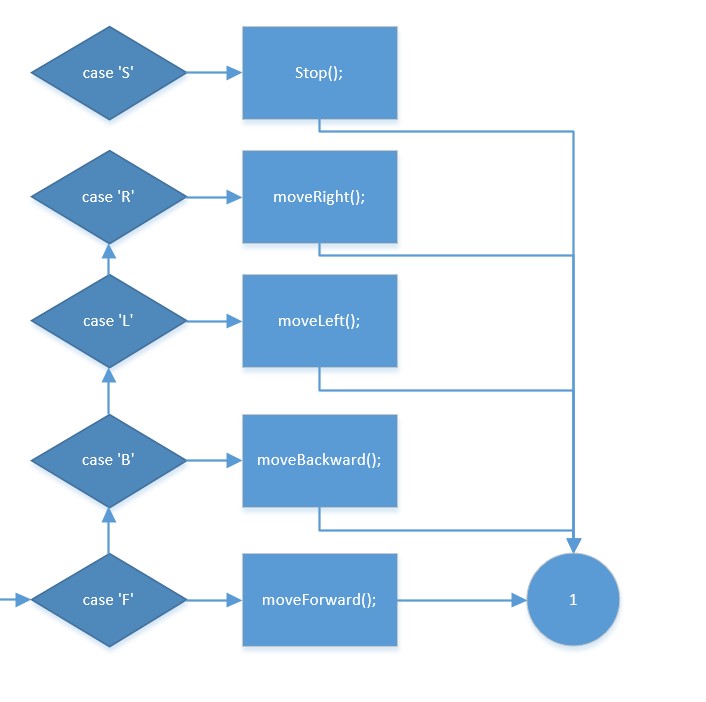 case 'S'
Stop();
case 'R'
moveRight();
case 'L'
moveLeft();
case 'B'
moveBackward();
case 'F'
moveForward();
1